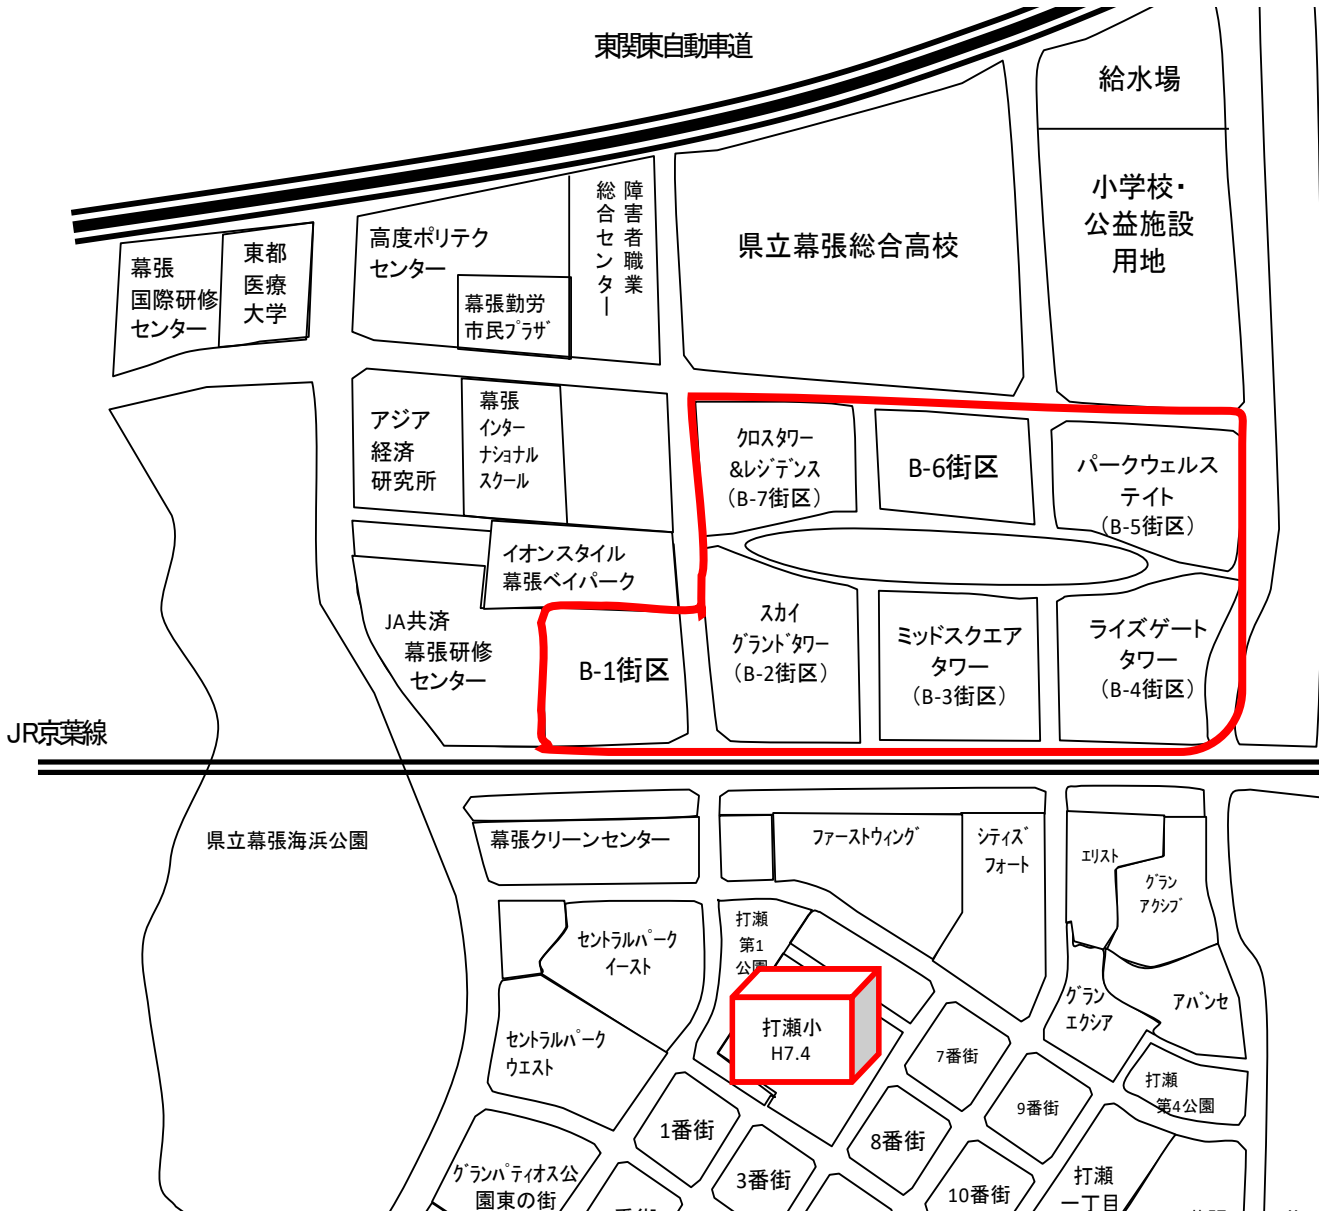 東関東自動車道
給水場
小学校・
公益施設
用地
障害者職業
総合センター
県立幕張総合高校
高度ポリテク
センター
幕張勤労
市民ﾌﾟﾗｻﾞ
幕張
国際研修
センター
東都
医療
大学
アジア
経済
研究所
幕張
ｲﾝﾀｰ
ﾅｼｮﾅﾙ
ｽｸｰﾙ
ｸﾛｽﾀﾜｰ
&ﾚｼﾞﾃﾞﾝｽ
（B-7街区）
B-6街区
パークウェルス
テイト
（B-5街区）
イオンスタイル
幕張ベイパーク
JA共済
幕張研修
センター
B-1街区
ｽｶｲ
ｸﾞﾗﾝﾄﾞﾀﾜｰ
（B-2街区）
ミッドスクエア
タワー
（B-3街区）
ライズゲート
タワー
（B-4街区）
JR京葉線
県立幕張海浜公園
幕張クリーンセンター
ﾌｧｰｽﾄｳｨﾝｸﾞ
ｼﾃｨｽﾞ
ﾌｫｰﾄ
ｴﾘｽﾄ
ｸﾞﾗﾝ
ｱｸｼﾌﾞ
セントラルパーク
イースト
打瀬
第1
公園
打瀬小
H7.4
ｸﾞﾗﾝ
ｴｸｼｱ
ｱﾊﾞﾝｾ
セントラルパーク
ウエスト
7番街
9番街
打瀬
第4公園
1番街
8番街
3番街
10番街
ｸﾞﾗﾝﾊﾟﾃｨｵｽ公
園東の街
打瀬
一丁目